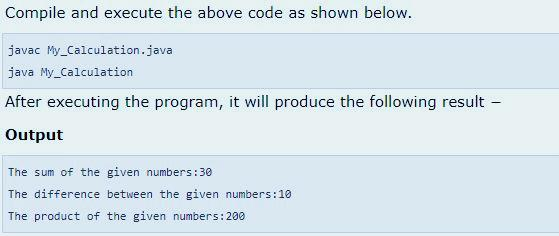 Compile and execute the above code as shown below.
javac My_Calculation.java
java My_Calculation
After executing the program, it will produce the following result −
Output
The sum of the given numbers:30
The difference between the given numbers:10
The product of the given numbers:200